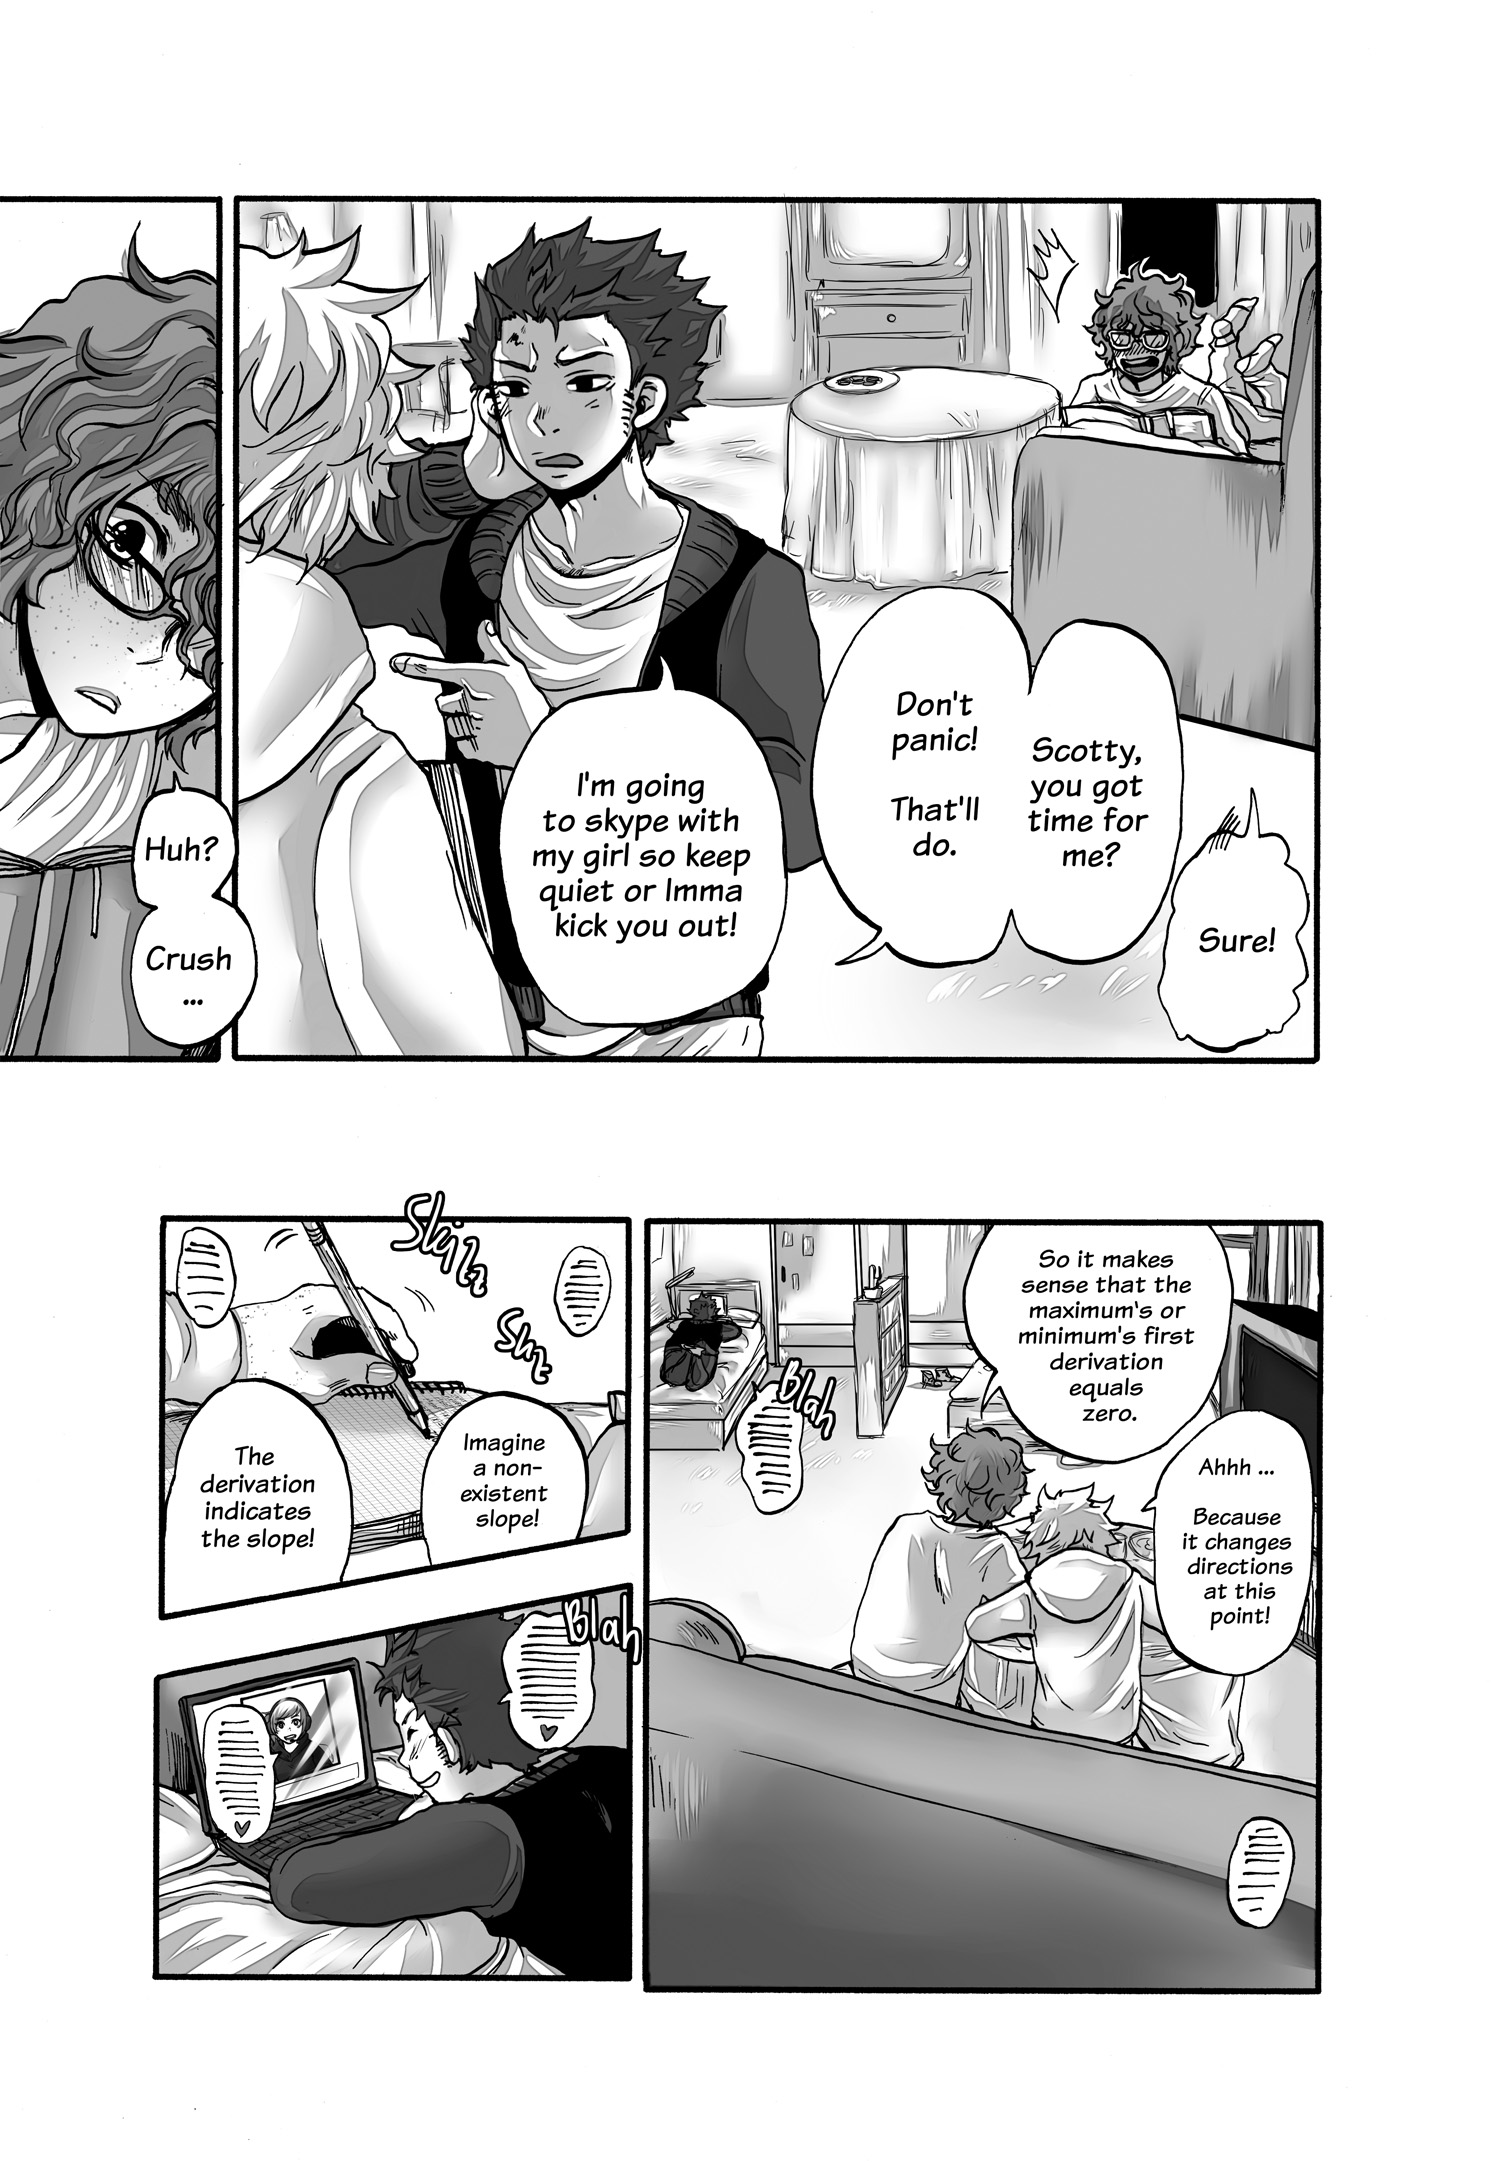 Scotty,
you got
time for
me?
Sure!
Don't
panic!
That'll
do.
I'm going
to skype with
my girl so keep
quiet or Imma
kick you out!
Huh?
Crush
...
So it makes
sense that the
maximum's or
minimum's first
derivation
equals
zero.
Ahhh ...
Because
it changes
directions
at this
point!
Blah
Skizz
Skiz
Imagine
a non-
existent
slope!
The
derivation
indicates
the slope!
Blah